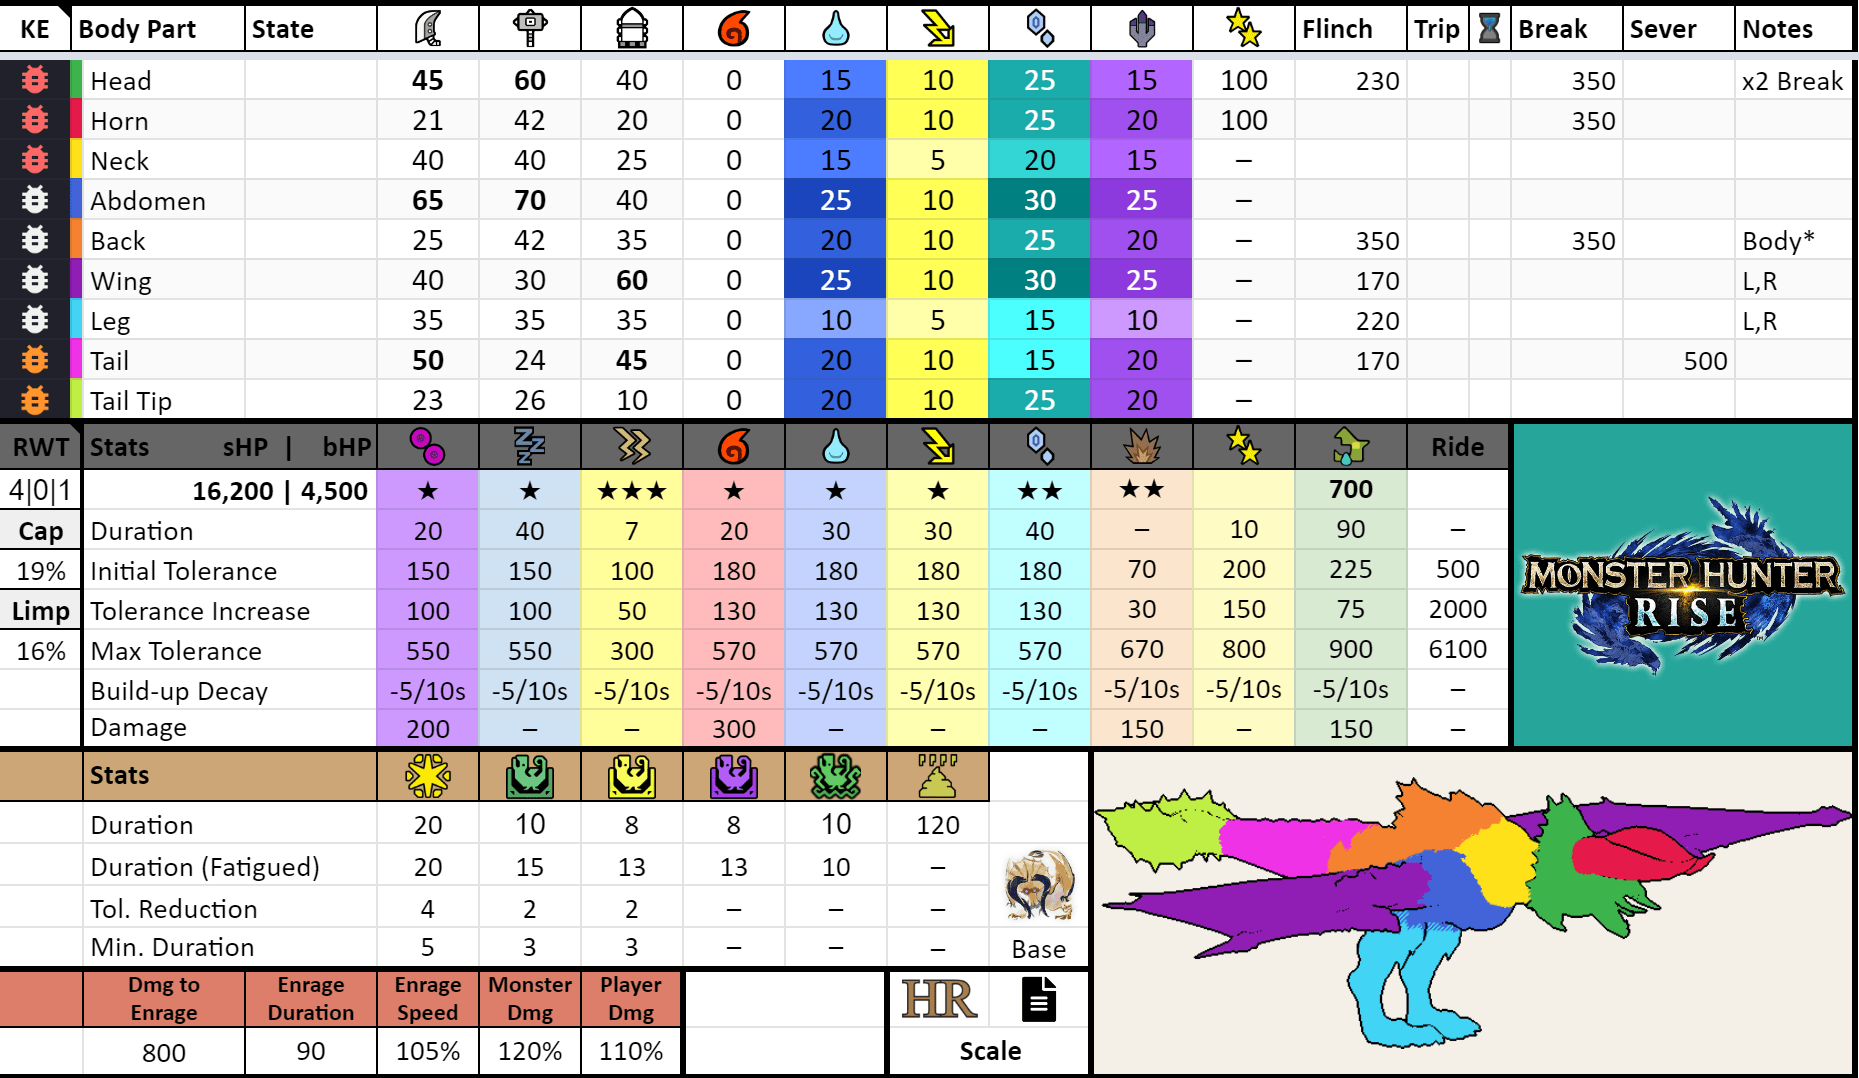 KE Body Part State Flinch Trip Break Sever Notes
Head 45 60 40 0 15 10 25 15 100 230 350 x2 Break
Horn 21 42 20 0 20 10 25 20 100 350
Neck 40 40 25 0 15 5 20 15 –
Abdomen 65 70 40 0 25 10 30 25 –
Back 25 42 35 0 20 10 25 20 – 350 350 Body*
Wing 40 30 60 0 25 10 30 25 – 170 L,R
Leg 35 35 35 0 10 5 15 10 – 220 L,R
Tail 50 24 45 0 20 10 15 20 – 170 500
Tail Tip 23 26 10 0 20 10 25 20 –
RWT Stats sHP | bHP Ride
4|0|1 16,200 | 4,500 ★ ★ ★★★ ★ ★ ★ ★★ ★★ 700
Cap Duration 20 40 7 20 30 30 40 – 10 90 –
19% Initial Tolerance 150 150 100 180 180 180 180 70 200 225 500
Limp Tolerance Increase 100 100 50 130 130 130 130 30 150 75 2000
16% Max Tolerance 550 550 300 570 570 570 570 670 800 900 6100
Build-up Decay -5/10s -5/10s -5/10s -5/10s -5/10s -5/10s -5/10s -5/10s -5/10s -5/10s –
Damage 200 – – 300 – – – 150 – 150 –
MONSTER HUNTER
RISE
Stats
Duration 20 10 8 8 10 120
Duration (Fatigued) 20 15 13 13 10 –
Tol. Reduction 4 2 2 – – –
Min. Duration 5 3 3 – – – Base
Dmg to Enrage Enrage Monster Player
Enrage Duration Speed Dmg Dmg
HR
800 90 105% 120% 110% Scale